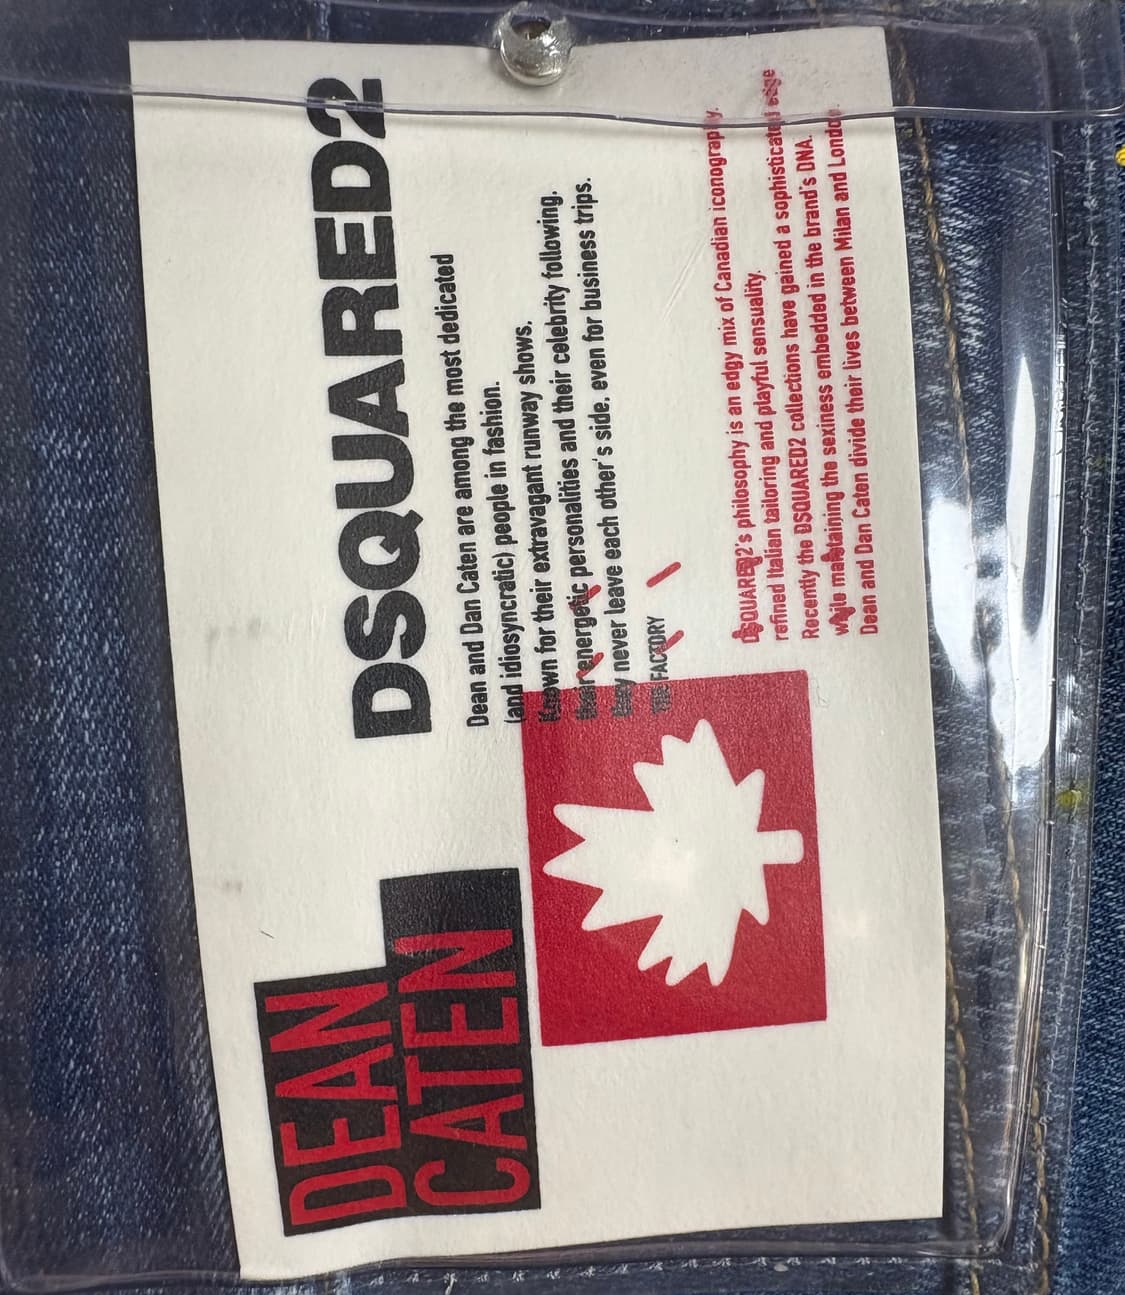 DEAN
CATEN
DSQUARED2
Dean and Dan Caten are among the most dedicated
(and idiosyncratic) people in fashion.
Known for their extravagant runway shows.
their energetic personalities and their celebrity following.
they never leave each other's side. even for business trips.
THE FACTORY
DSQUARED2's philosophy is an edgy mix of Canadian iconography.
refined Italian tailoring and playful sensuality.
Recently the DSQUARED2 collections have gained a sophisticated edge
while maintaining the sexiness embedded in the brand's DNA.
Dean and Dan Caten divide their lives between Milan and London.